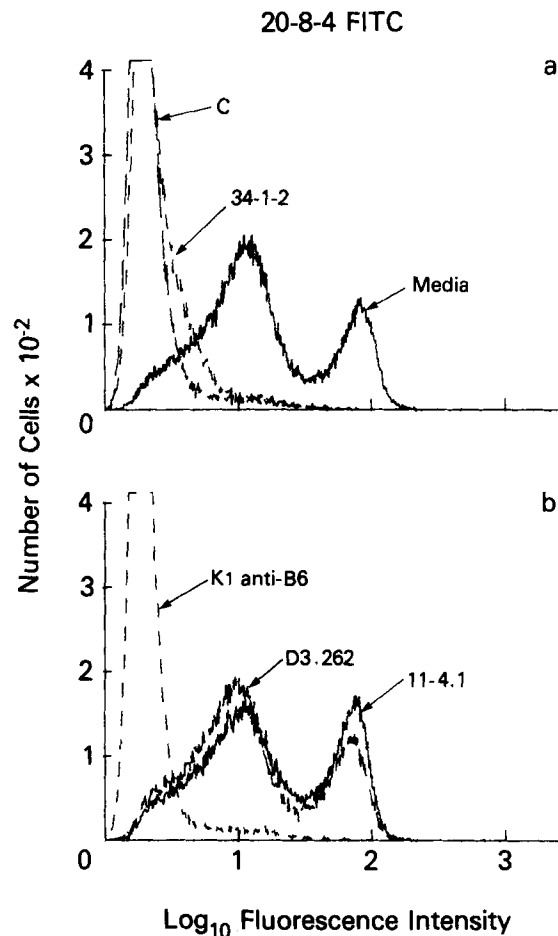 20-8-4 FITC
a
4
3
2
1
0
C
34-1-2
Media
b
4
3
2
1
0
K1 anti-B6
D3.262
11-4.1
1
2
3
Number of Cells x 10-2
Log10 Fluorescence Intensity